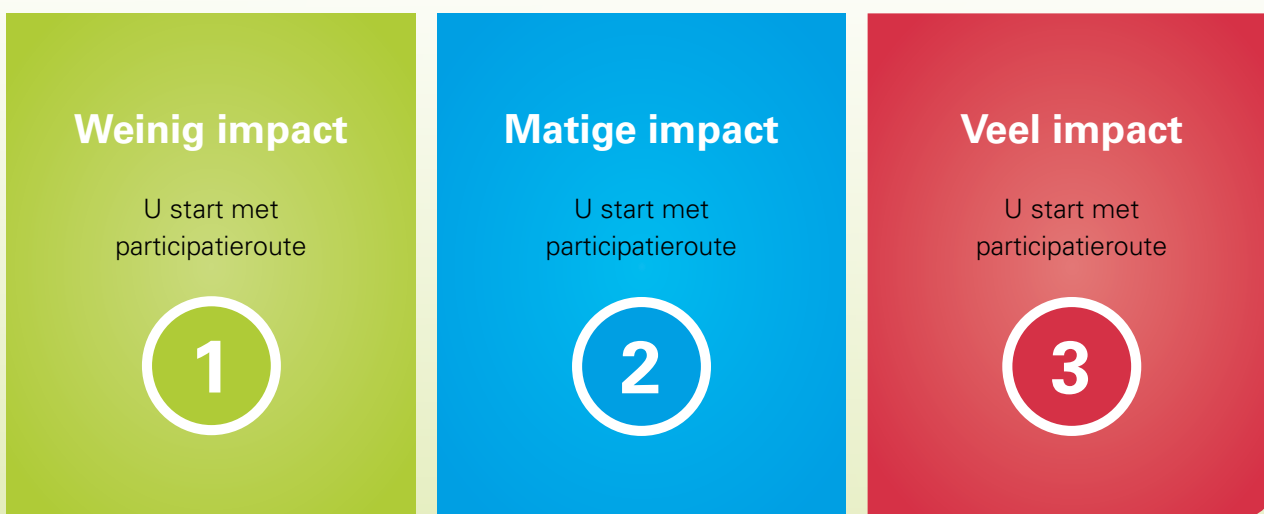 Weinig impact
U start met
participatieroute
1
Matige impact
U start met
participatieroute
2
Veel impact
U start met
participatieroute
3